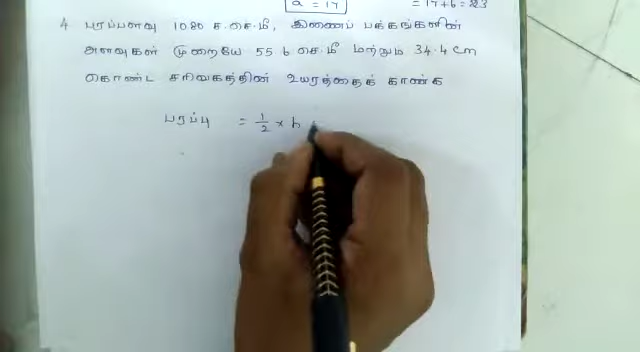 a = 17
= 17+6 = 23
4 பரப்பளவு 1080 ச.செ.மீ, இணைப் பக்கங்களின்
அளவுகள் முறையே 55 6 செ.மீ மற்றும் 34.4 cm
கொண்ட சரிவகத்தின் உயரத்தைக் காண்க
பரப்பு = 1/2 × h